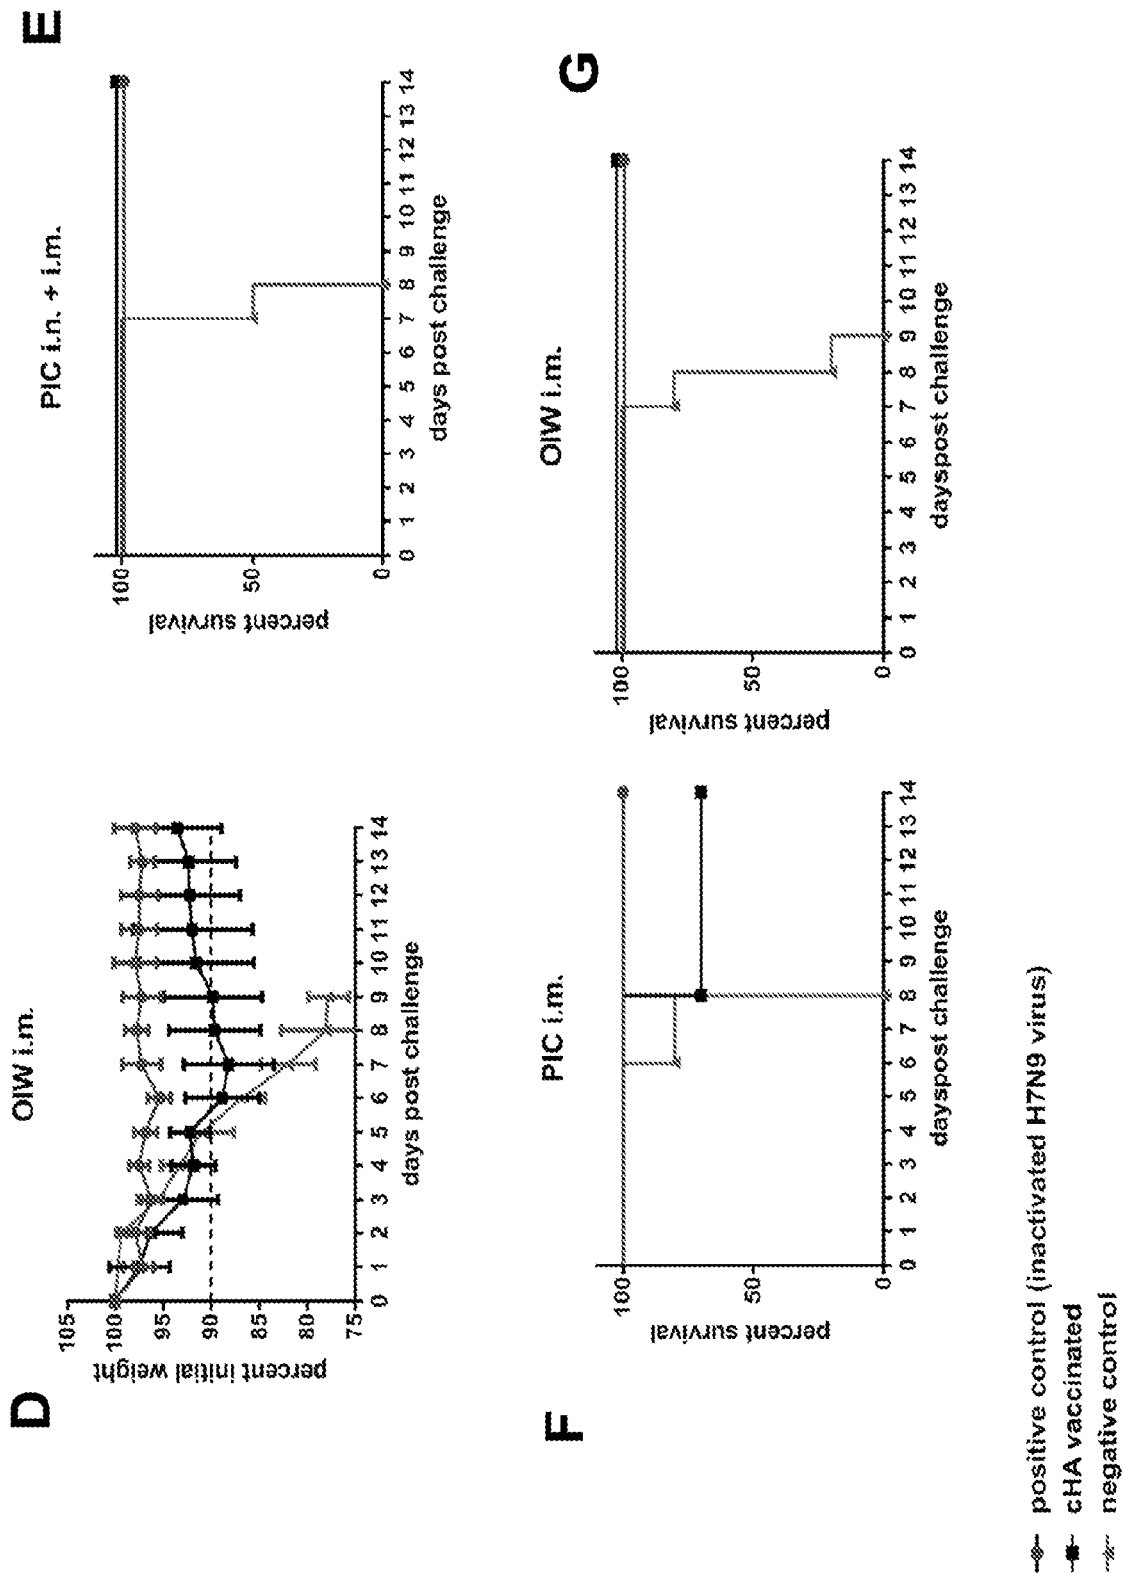 D
OIW i.m.
percent initial weight
105
100
95
90
85
80
75
0 1 2 3 4 5 6 7 8 9 10 11 12 13 14
days post challenge
E
PIC i.n. + i.m.
percent survival
100
50
0
0 1 2 3 4 5 6 7 8 9 10 11 12 13 14
days post challenge
F
PIC i.m.
percent survival
100
50
0
0 1 2 3 4 5 6 7 8 9 10 11 12 13 14
dayspost challenge
G
OIW i.m.
percent survival
100
50
0
0 1 2 3 4 5 6 7 8 9 10 11 12 13 14
dayspost challenge
positive control (inactivated H7N9 virus)
cHA vaccinated
negative control